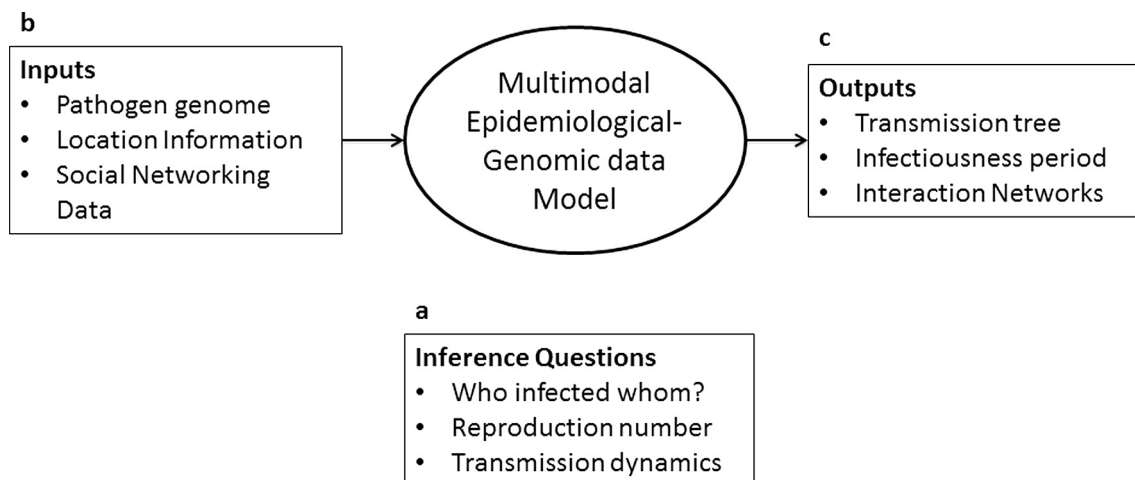 b
Inputs
• Pathogen genome
• Location Information
• Social Networking
Data
Multimodal
Epidemiological-
Genomic data
Model
c
Outputs
• Transmission tree
• Infectiousness period
• Interaction Networks
a
Inference Questions
• Who infected whom?
• Reproduction number
• Transmission dynamics